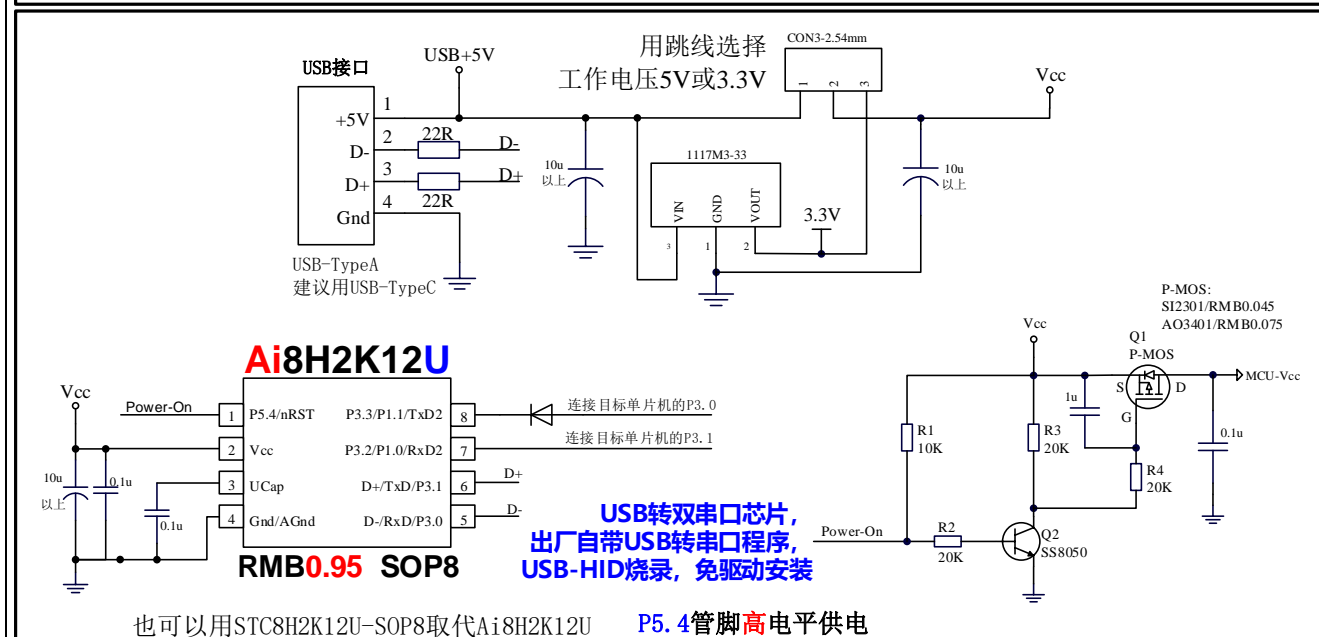 USB接口
USB+5V
用跳线选择
工作电压5V或3.3V
CON3-2.54mm
1
2
3
Vcc
+5V
1
D-
2
22R
D-
D+
3
D+
Gnd
4
22R
10u
以上
1117M3-33
VIN
GND
VOUT
3
1
2
3.3V
10u
以上
USB-TypeA
建议用USB-TypeC
P-MOS:
SI2301/RMB0.045
AO3401/RMB0.075
Ai8H2K12U
Vcc
Power-On
1
P5.4/nRST
2
Vcc
3
UCap
4
Gnd/AGnd
P3.3/P1.1/TxD2
8
连接目标单片机的P3.0
P3.2/P1.0/RxD2
7
连接目标单片机的P3.1
D+/TxD/P3.1
6
D+
D-/RxD/P3.0
5
D-
10u
以上
0.1u
0.1u
RMB0.95 SOP8
USB转双串口芯片，
出厂自带USB转串口程序，
USB-HID烧录，免驱动安装
Vcc
Q1
P-MOS
S
D
G
MCU-Vcc
1u
0.1u
R1
10K
R3
20K
R4
20K
Power-On
R2
20K
Q2
SS8050
也可以用STC8H2K12U-SOP8取代Ai8H2K12U
P5.4管脚高电平供电